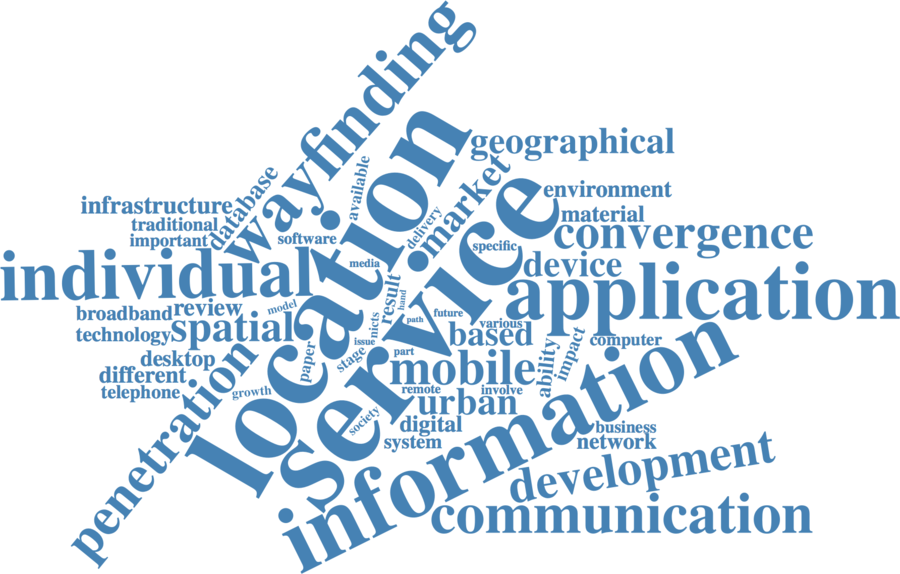 wayfinding
location
geographical
market
service
available
database
environment
infrastructure
traditional
important
delivery
material
convergence
software
specific
individual
media
device
application
result
hand
broadband
review
model
technology
spatial
nicts
path
future
various
based
issue
computer
desktop
paper
stage
part
mobile
ability
impact
different
telephone
growth
remote
involve
urban
penetration
society
digital
system
information
business
network
development
communication